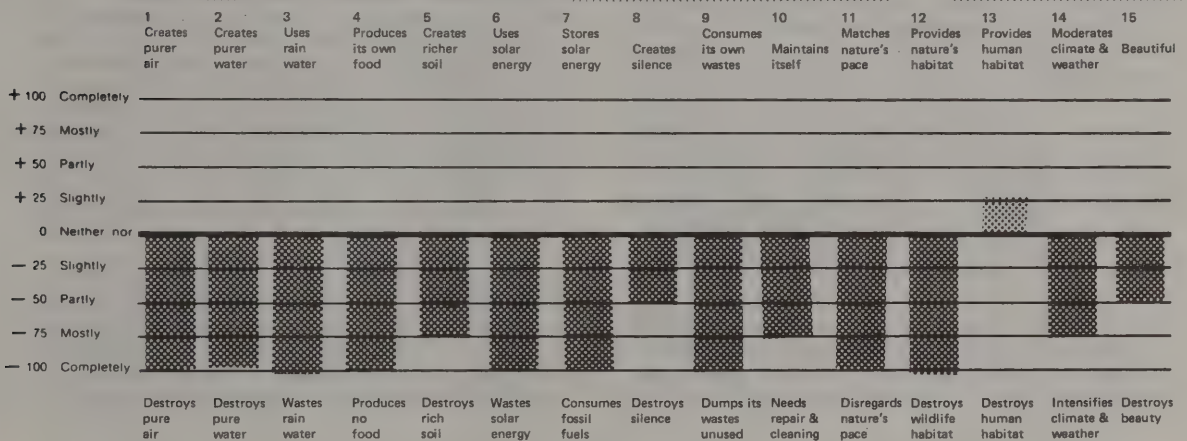 1 2 3 4 5 6 7 8 9 10 11 12 13 14 15
Creates Creates Uses Produces Creates Uses Stores Consumes Matches Provides Provides Moderates
purer purer rain its own richer solar solar Creates its own Maintains nature's nature's human climate & Beautiful
air water water food soil energy energy silence wastes itself pace habitat habitat weather
+ 100 Completely
+ 75 Mostly
+ 50 Partly
+ 25 Slightly
0 Neither nor
− 25 Slightly
− 50 Partly
− 75 Mostly
− 100 Completely
Destroys Destroys Wastes Produces Destroys Wastes Consumes Destroys Dumps its Needs Disregards Destroys Destroys Intensifies Destroys
pure pure rain no rich solar fossil silence wastes repair & nature's wildlife human climate & beauty
air water water food soil energy fuels unused cleaning pace habitat habitat weather